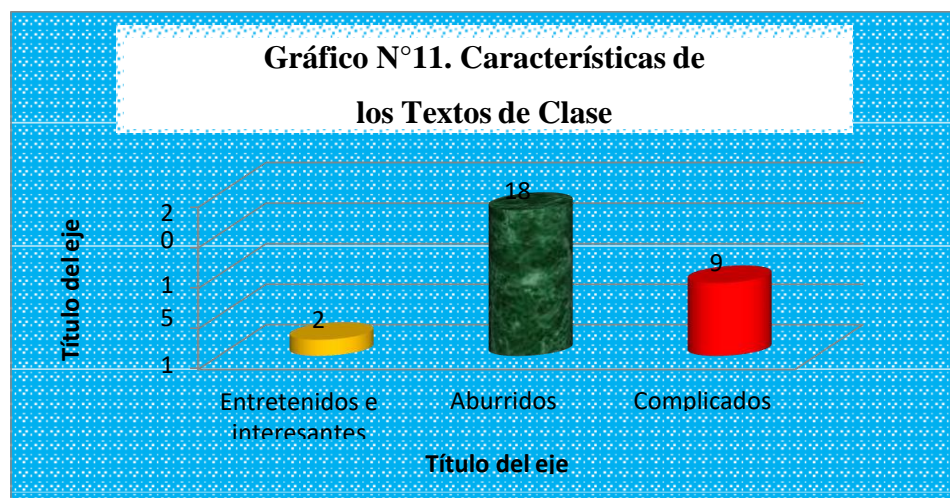 Gráfico N°11. Características de
los Textos de Clase
Título del eje
2
0
1
5
1
2
18
9
Entretenidos e
interesantes
Aburridos
Complicados
Título del eje